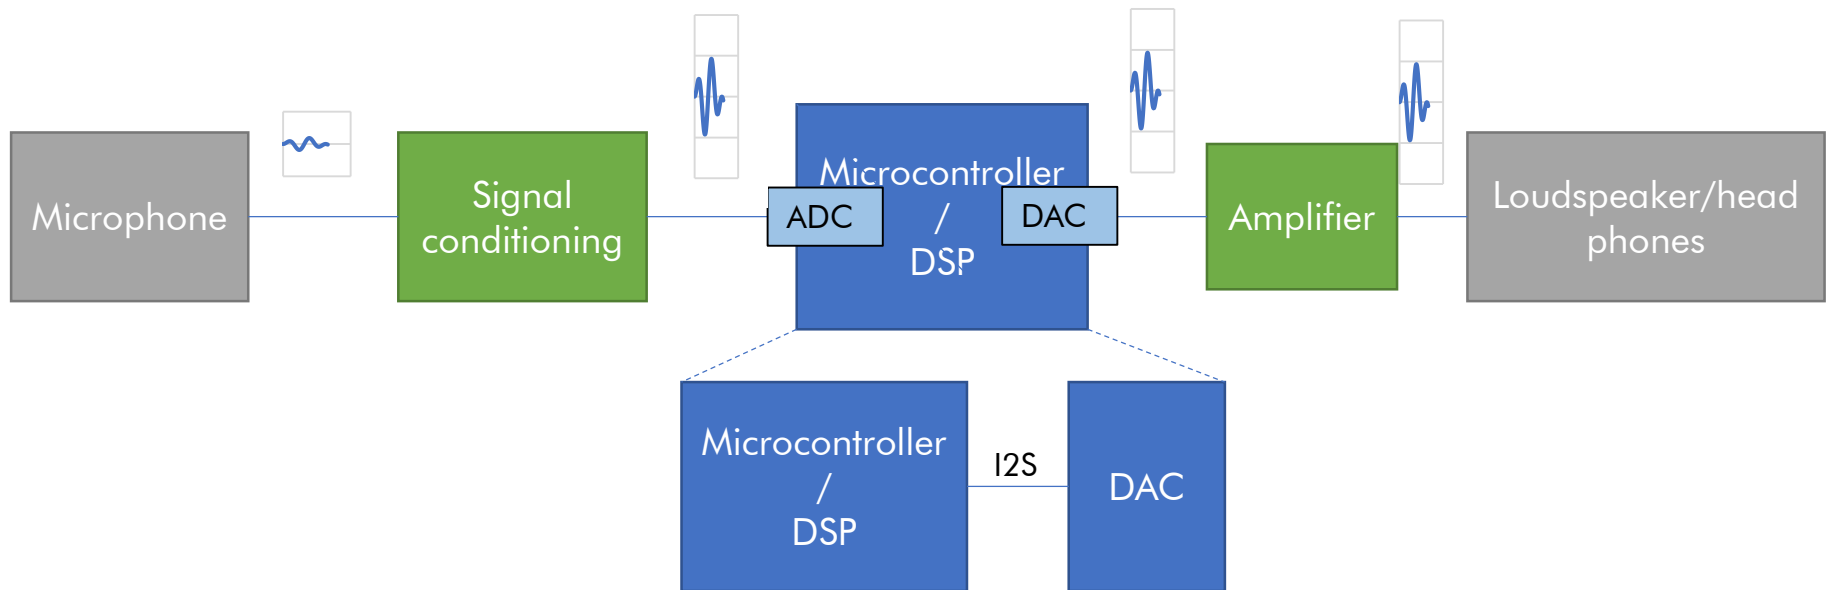 Microphone
Signal
conditioning
ADC
Microcontroller
/
DSP
DAC
Amplifier
Loudspeaker/head
phones
Microcontroller
/
DSP
I2S
DAC